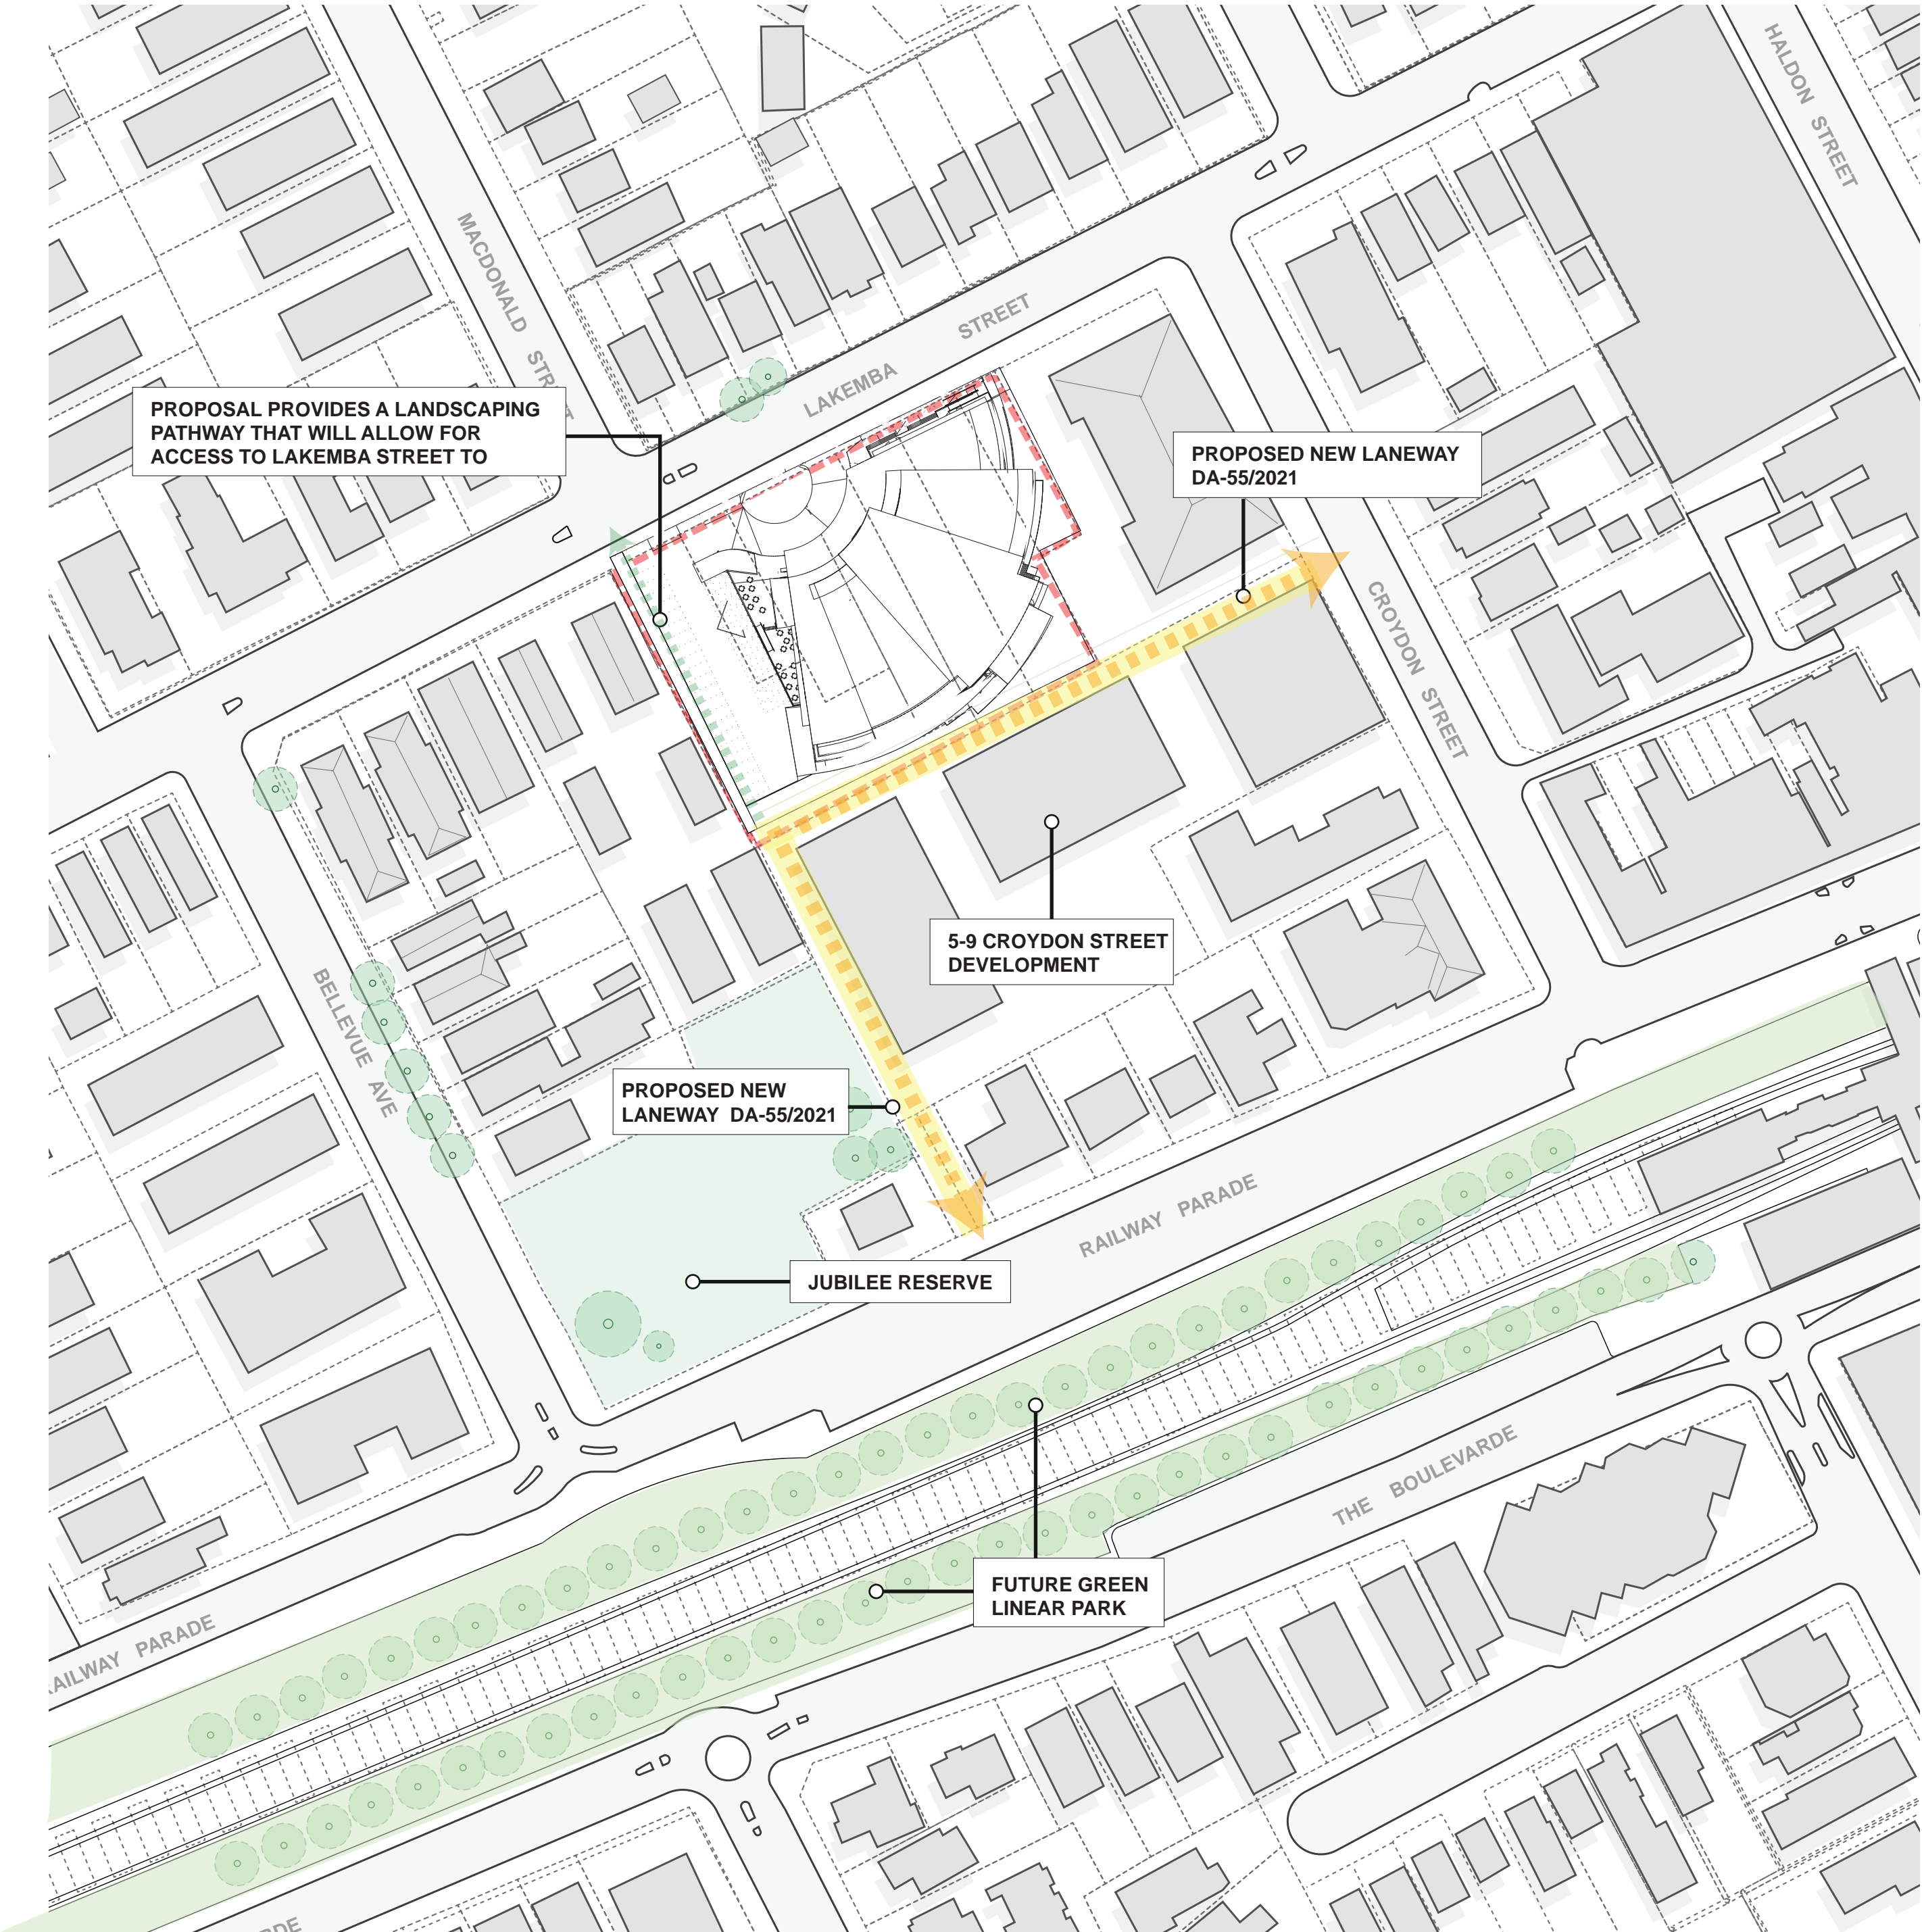 HALDON STREET
MACDONALD STR
LAKEMBA STREET
PROPOSAL PROVIDES A LANDSCAPING
PATHWAY THAT WILL ALLOW FOR
ACCESS TO LAKEMBA STREET TO
PROPOSED NEW LANEWAY
DA-55/2021
CROYDON STREET
5-9 CROYDON STREET
DEVELOPMENT
BELLEVUE AVE
PROPOSED NEW
LANEWAY DA-55/2021
RAILWAY PARADE
JUBILEE RESERVE
THE BOULEVARDE
FUTURE GREEN
LINEAR PARK
AILWAY PARADE